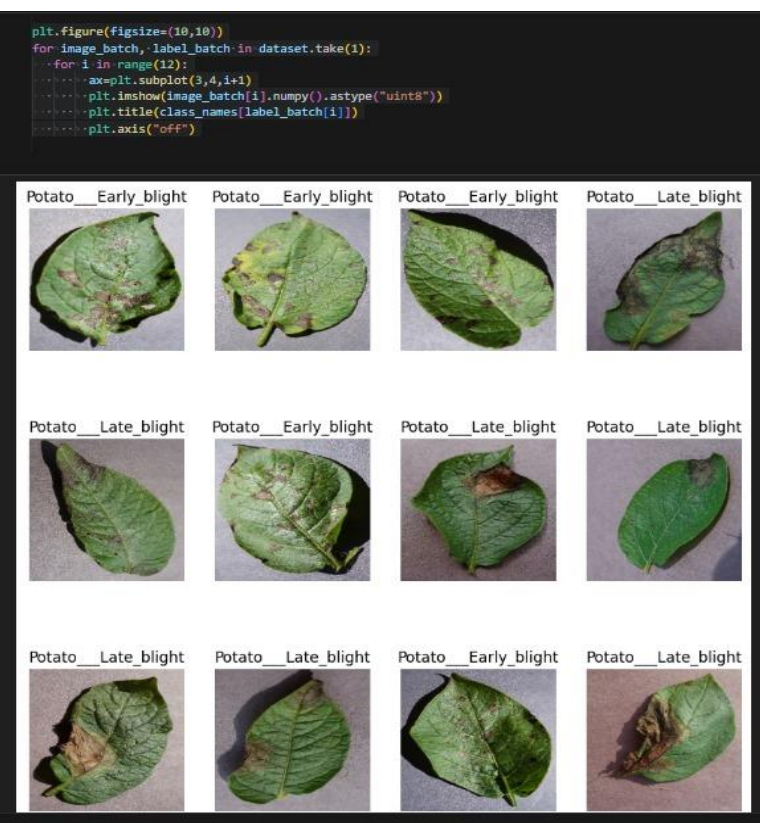 plt.figure(figsize=(10,10))
for image_batch, label_batch in dataset.take(1):
for i in range(12):
ax=plt.subplot(3,4,i+1)
plt.imshow(image_batch[i].numpy().astype("uint8"))
plt.title(class_names[label_batch[i]])
plt.axis("off")
Potato___Early_blight Potato___Early_blight Potato___Early_blight Potato___Late_blight
Potato___Late_blight Potato___Early_blight Potato___Late_blight Potato___Late_blight
Potato___Late_blight Potato___Late_blight Potato___Early_blight Potato___Late_blight